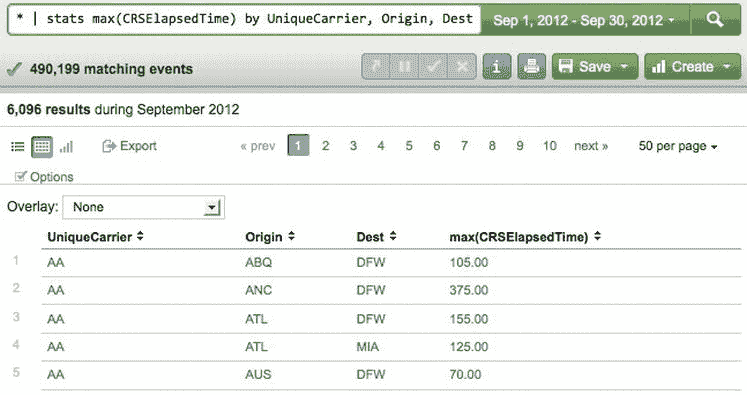 * | stats max(CRSElapsedTime) by UniqueCarrier, Origin, Dest Sep 1, 2012 - Sep 30, 2012
490,199 matching events i Save Create
6,096 results during September 2012
Export « prev 1 2 3 4 5 6 7 8 9 10 next » 50 per page
Options
Overlay: None
UniqueCarrier Origin Dest max(CRSElapsedTime)
1 AA ABQ DFW 105.00
2 AA ANC DFW 375.00
3 AA ATL DFW 155.00
4 AA ATL MIA 125.00
5 AA AUS DFW 70.00